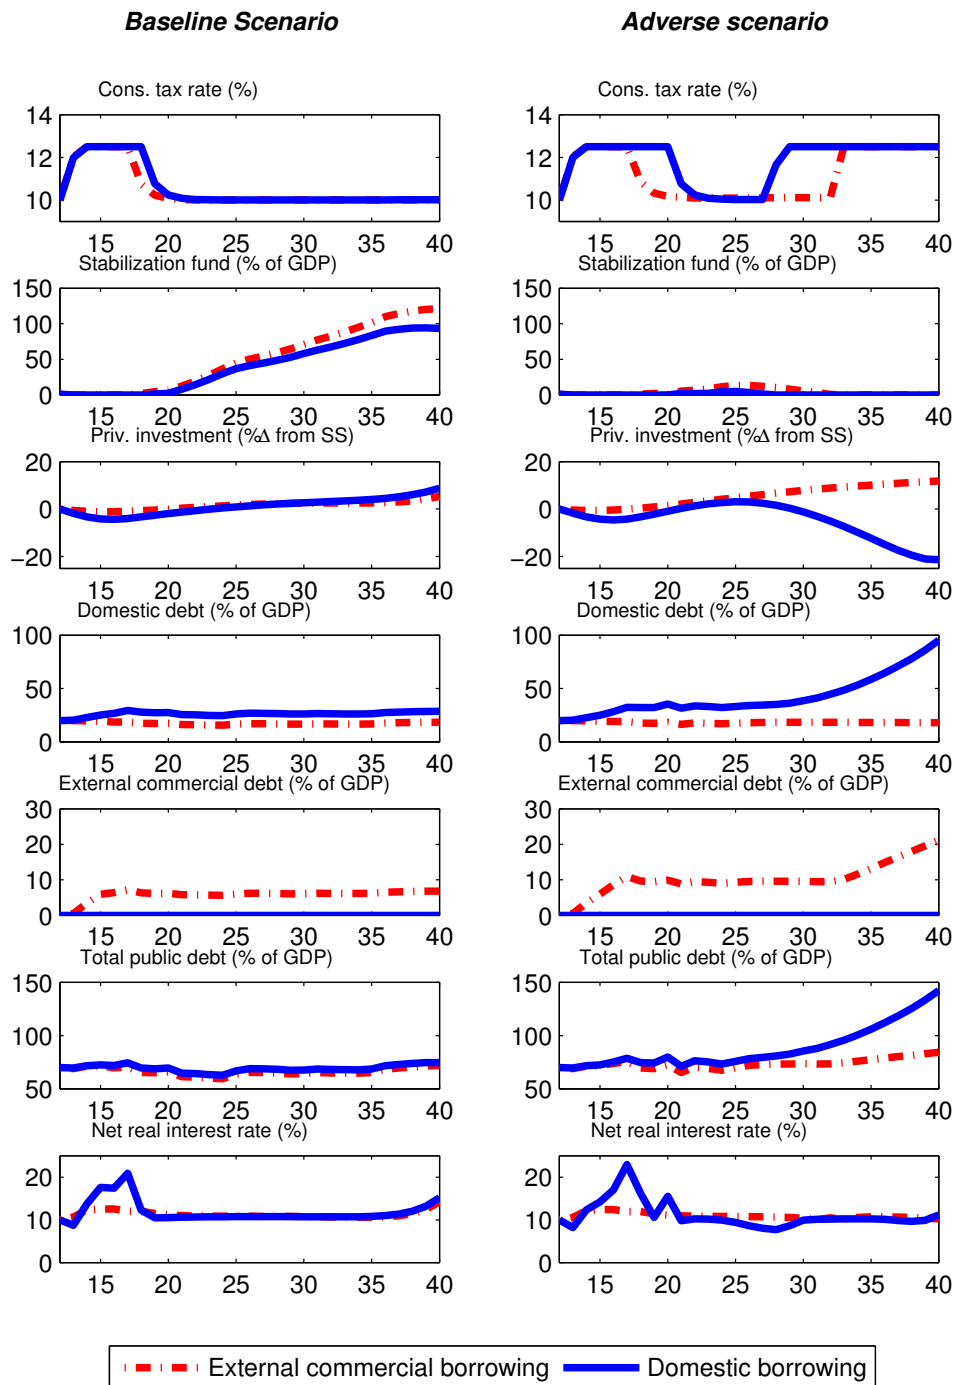 Baseline Scenario
Adverse scenario
Cons. tax rate (%)
14
12
10
15 20 25 30 35 40
Cons. tax rate (%)
14
12
10
15 20 25 30 35 40
Stabilization fund (% of GDP)
150
100
50
0
15 20 25 30 35 40
Stabilization fund (% of GDP)
150
100
50
0
15 20 25 30 35 40
Priv. investment (%Δ from SS)
20
0
−20
15 20 25 30 35 40
Priv. investment (%Δ from SS)
20
0
−20
15 20 25 30 35 40
Domestic debt (% of GDP)
100
50
0
15 20 25 30 35 40
Domestic debt (% of GDP)
100
50
0
15 20 25 30 35 40
External commercial debt (% of GDP)
30
20
10
0
15 20 25 30 35 40
External commercial debt (% of GDP)
30
20
10
0
15 20 25 30 35 40
Total public debt (% of GDP)
150
100
50
15 20 25 30 35 40
Total public debt (% of GDP)
150
100
50
15 20 25 30 35 40
Net real interest rate (%)
20
10
0
15 20 25 30 35 40
Net real interest rate (%)
20
10
0
15 20 25 30 35 40
External commercial borrowing
Domestic borrowing